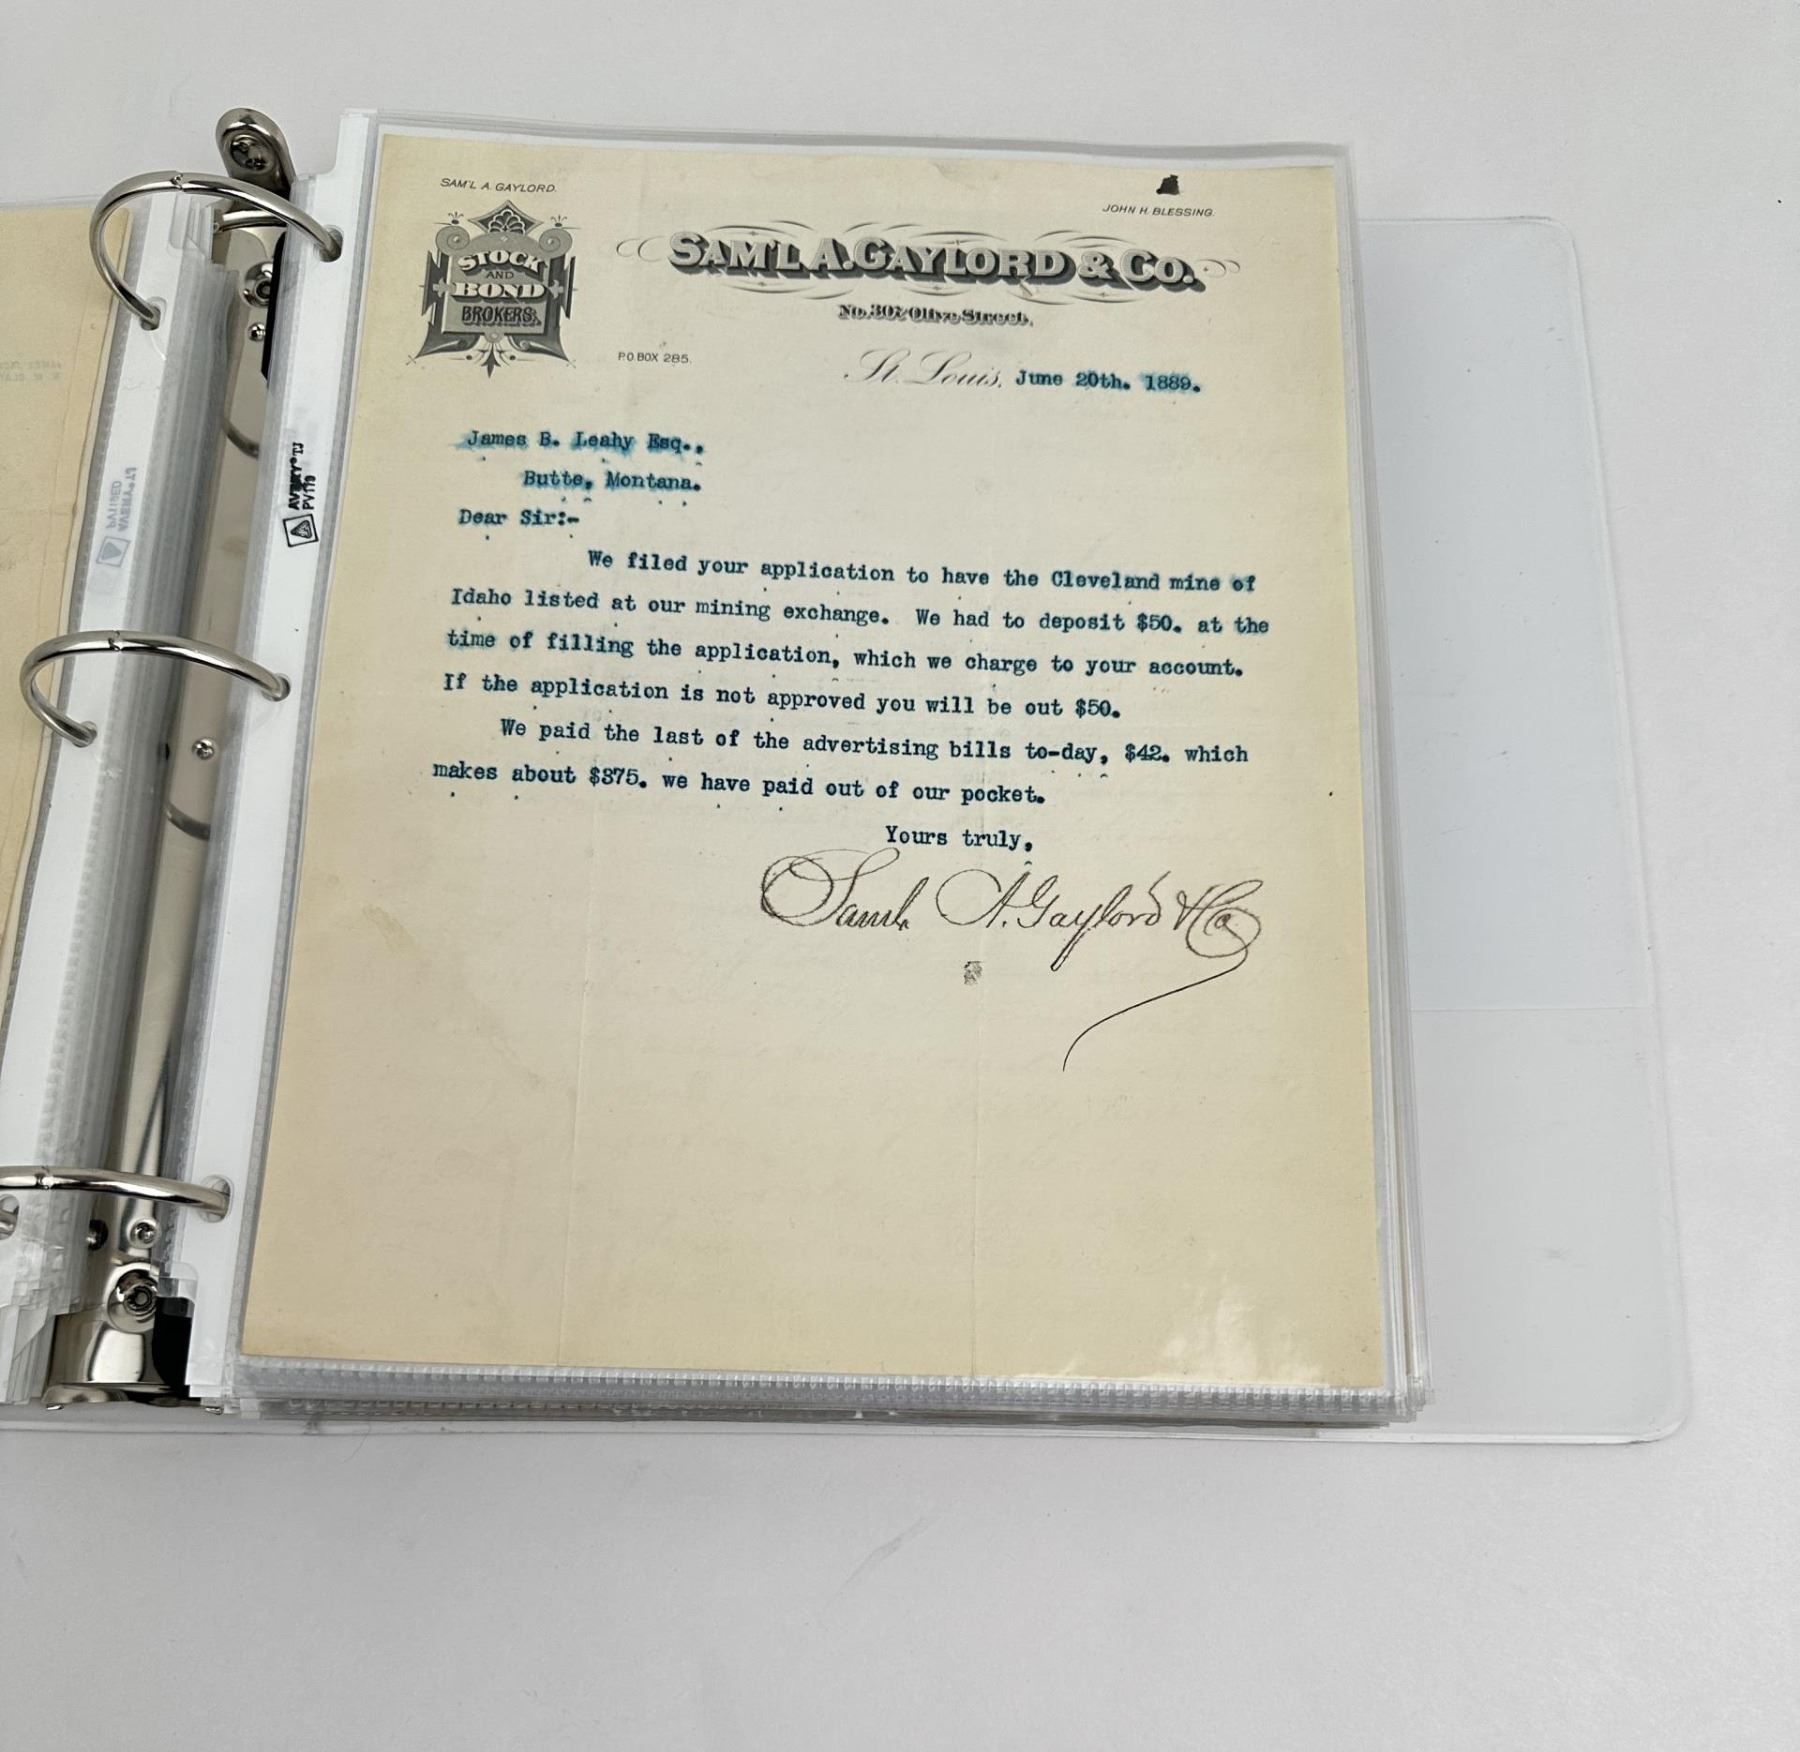 SAM'L A. GAYLORD.
JOHN H. BLESSING.
STOCK
AND
BOND
BROKERS.
SAM'L A. GAYLORD & CO.
No. 307 Olive Street.
P.O. BOX 285.
St. Louis, June 20th. 1889.
James B. Leahy Esq.,
Butte, Montana.
Dear Sir:-
We filed your application to have the Cleveland mine of
Idaho listed at our mining exchange. We had to deposit $50. at the
time of filling the application, which we charge to your account.
If the application is not approved you will be out $50.
We paid the last of the advertising bills to-day, $42. which
makes about $375. we have paid out of our pocket.
Yours truly,
Saml. A. Gaylord & Co.
AVERY
PV119